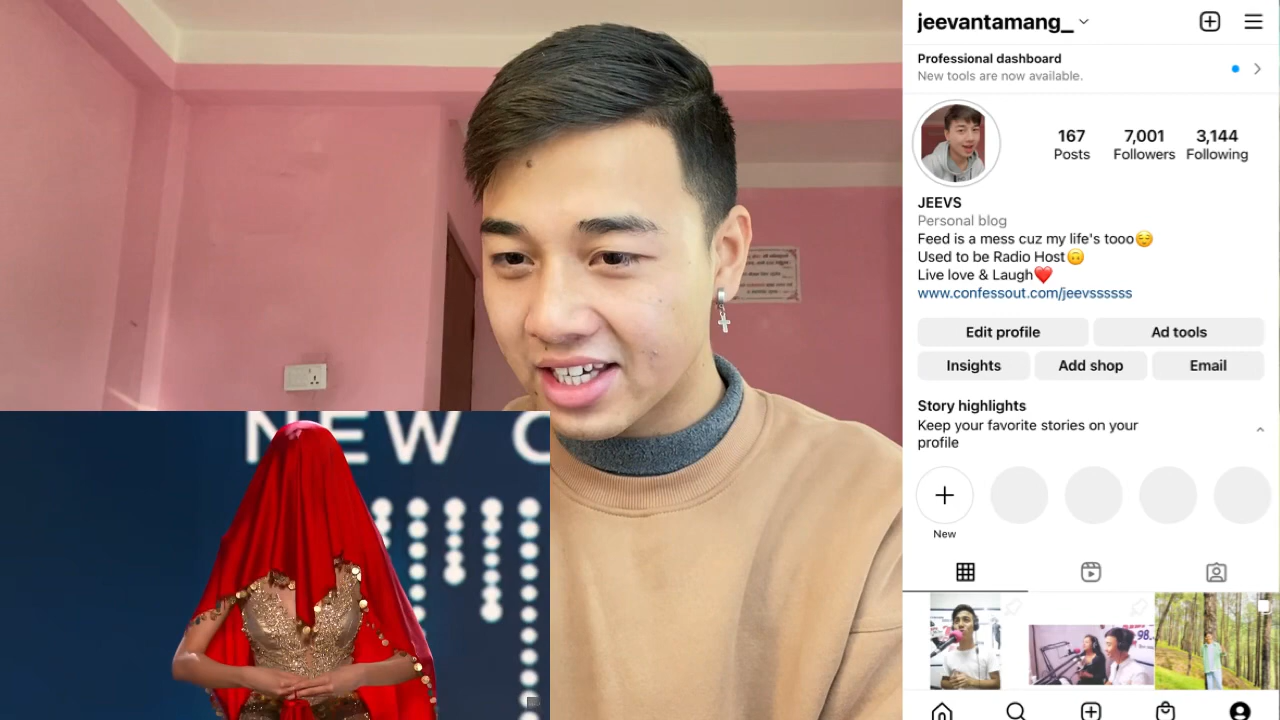 jeevantamang_
Professional dashboard
New tools are now available.
167
Posts
7,001
Followers
3,144
Following
JEEVS
Personal blog
Feed is a mess cuz my life's tooo😌
Used to be Radio Host🙃
Live love & Laugh❤️
www.confessout.com/jeevssssss
Edit profile
Ad tools
Insights
Add shop
Email
Story highlights
Keep your favorite stories on your
profile
New
98.
NEW O